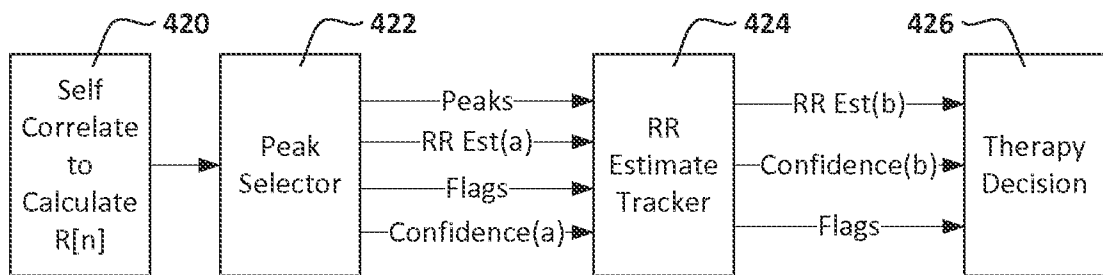 420
422
424
426
Self
Correlate
to
Calculate
R[n]
Peak
Selector
Peaks
RR Est(a)
Flags
Confidence(a)
RR
Estimate
Tracker
RR Est(b)
Confidence(b)
Flags
Therapy
Decision